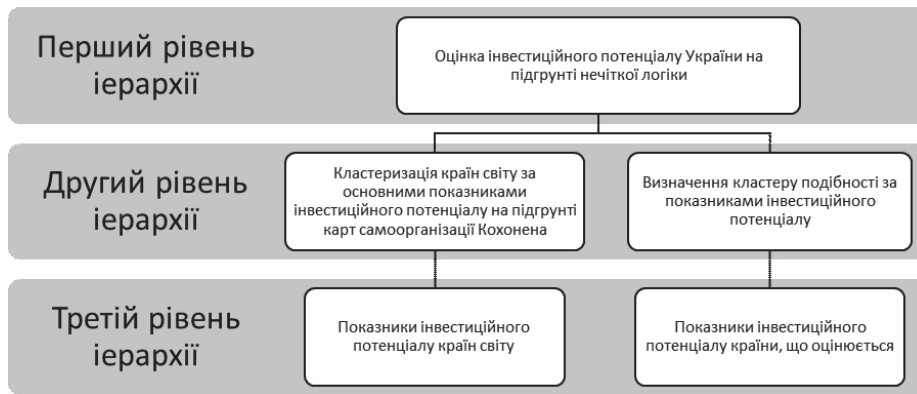 Перший рівень
ієрархії
Оцінка інвестиційного потенціалу України на
підгрунті нечіткої логіки
Другий рівень
ієрархії
Кластеризація країн світу за
основними показниками
інвестиційного потенціалу на підгрунті
карт самоорганізації Кохонена
Визначення кластеру подібності за
показниками інвестиційного
потенціалу
Третій рівень
ієрархії
Показники інвестиційного
потенціалу країн світу
Показники інвестиційного
потенціалу країни, що оцінюється